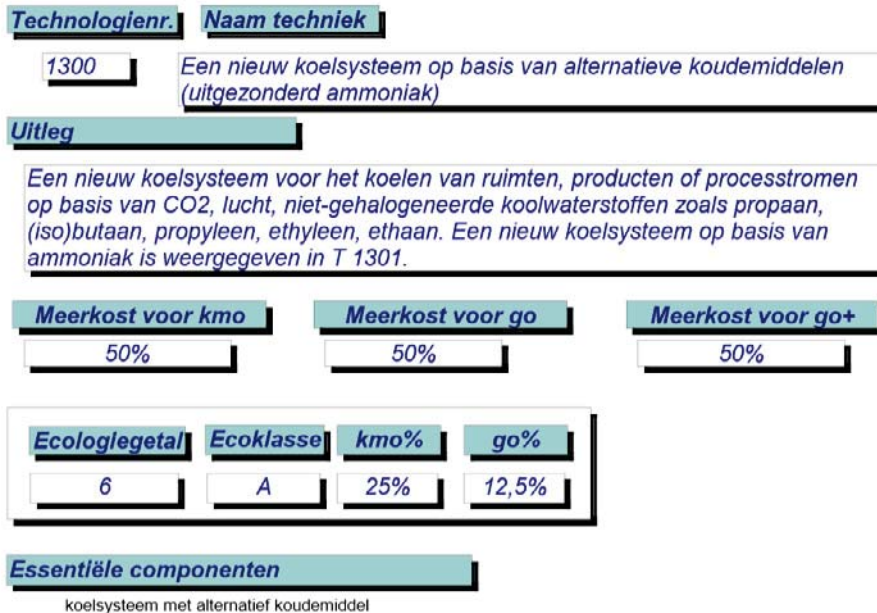 Technologienr. Naam techniek
1300 Een nieuw koelsysteem op basis van alternatieve koudemiddelen
(uitgezonderd ammoniak)
Uitleg
Een nieuw koelsysteem voor het koelen van ruimten, producten of processtromen
op basis van CO2, lucht, niet-gehalogeneerde koolwaterstoffen zoals propaan,
(iso)butaan, propyleen, ethyleen, ethaan. Een nieuw koelsysteem op basis van
ammoniak is weergegeven in T 1301.
Meerkost voor kmo Meerkost voor go Meerkost voor go+
50% 50% 50%
Ecologiegetal Ecoklasse kmo% go%
6 A 25% 12,5%
Essentiële componenten
koelsysteem met alternatief koudemiddel